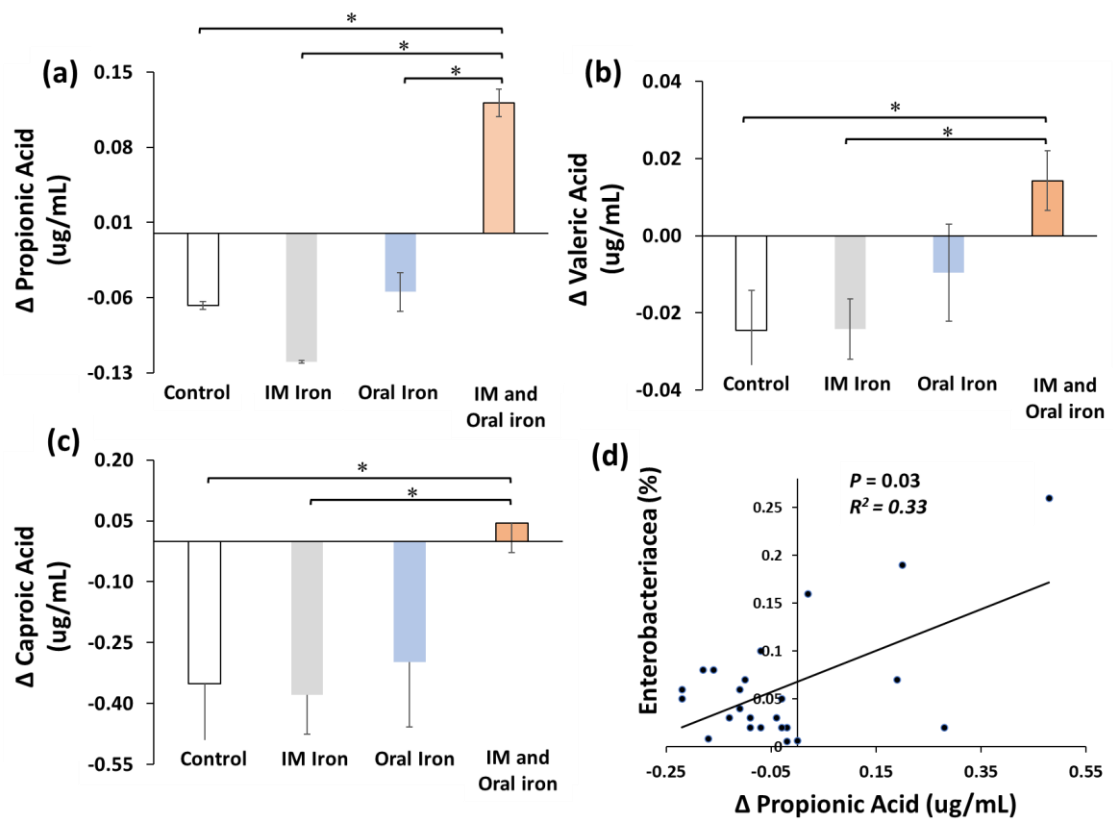 (a)
*
*
*
Δ Propionic Acid
(ug/mL)
0.15
0.08
0.01
-0.06
-0.13
Control
IM Iron
Oral Iron
IM and
Oral iron
(b)
*
*
Δ Valeric Acid
(ug/mL)
0.04
0.02
0.00
-0.02
-0.04
Control
IM Iron
Oral Iron
IM and
Oral iron
(c)
*
*
Δ Caproic Acid
(ug/mL)
0.20
0.05
-0.10
-0.25
-0.40
-0.55
Control
IM Iron
Oral Iron
IM and
Oral iron
(d)
P = 0.03
R² = 0.33
Enterobacteriacea (%)
0.25
0.2
0.15
0.1
0.05
0
-0.25
-0.05
0.15
0.35
0.55
Δ Propionic Acid (ug/mL)